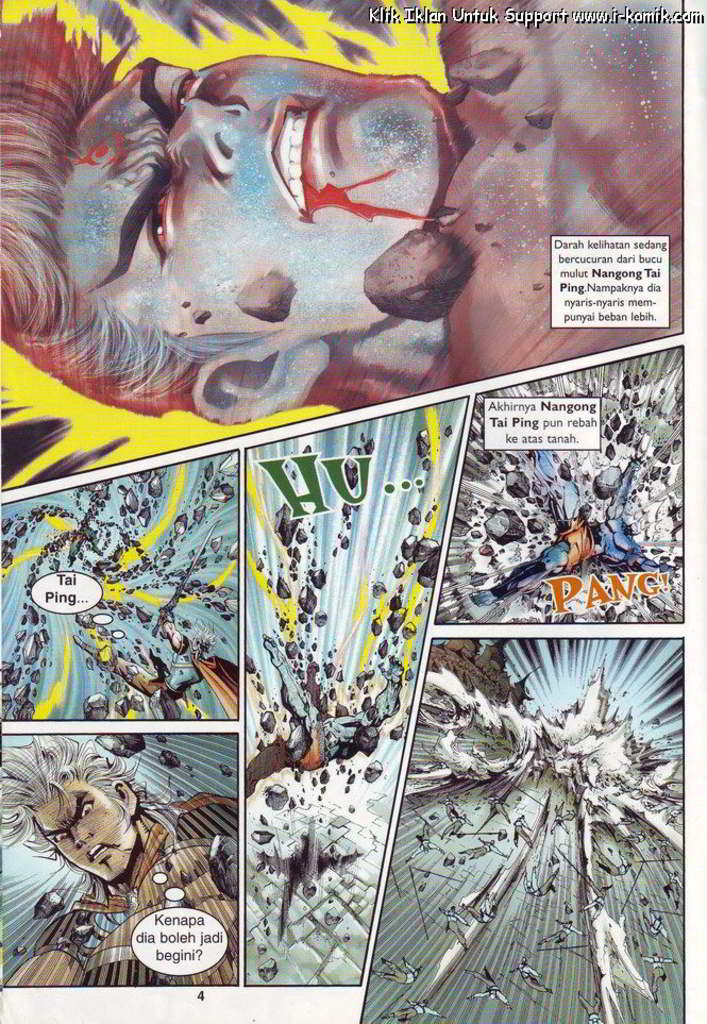 Klik Iklan Untuk Support www.i-komik.com
Darah kelihatan sedang
bercucuran dari bucu
mulut Nangong Tai
Ping.Nampaknya dia
nyaris-nyaris mem-
punyai beban lebih.
Akhirnya Nangong
Tai Ping pun rebah
ke atas tanah.
HU...
PANG!
Tai
Ping...
Kenapa
dia boleh jadi
begini?
4